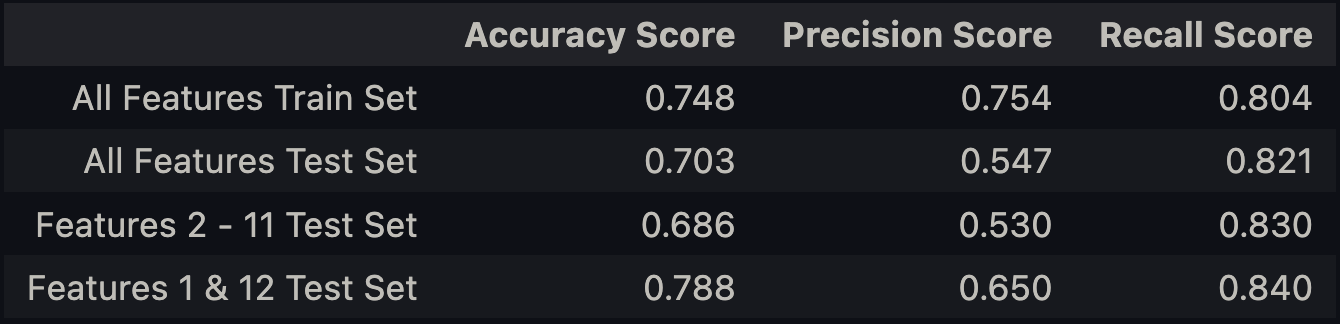 Accuracy Score Precision Score Recall Score
All Features Train Set 0.748 0.754 0.804
All Features Test Set 0.703 0.547 0.821
Features 2 - 11 Test Set 0.686 0.530 0.830
Features 1 & 12 Test Set 0.788 0.650 0.840